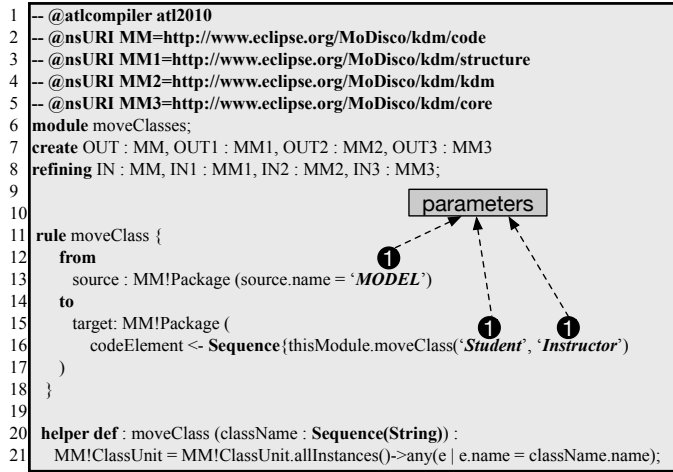 1 -- @atlcompiler atl2010
2 -- @nsURI MM=http://www.eclipse.org/MoDisco/kdm/code
3 -- @nsURI MM1=http://www.eclipse.org/MoDisco/kdm/structure
4 -- @nsURI MM2=http://www.eclipse.org/MoDisco/kdm/kdm
5 -- @nsURI MM3=http://www.eclipse.org/MoDisco/kdm/core
6 module moveClasses;
7 create OUT : MM, OUT1 : MM1, OUT2 : MM2, OUT3 : MM3
8 refining IN : MM, IN1 : MM1, IN2 : MM2, IN3 : MM3;
9
parameters
10
11 rule moveClass {
12 from 1
13 source : MM!Package (source.name = ‘MODEL’)
14 to
15 target: MM!Package ( 1 1
16 codeElement <- Sequence{thisModule.moveClass(‘Student’, ‘Instructor’)
17 )
18 }
19
20 helper def : moveClass (className : Sequence(String)) :
21 MM!ClassUnit = MM!ClassUnit.allInstances()->any(e | e.name = className.name);